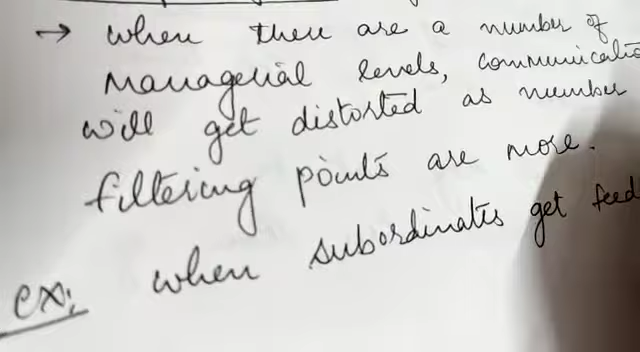 → when there are a number of
Managerial levels, communicatio
will get distorted as number
filtering points are more.
ex: when subordinates get feed